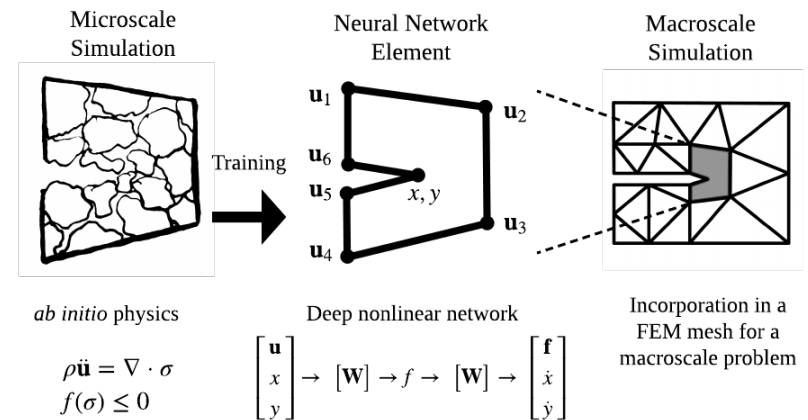 Microscale
Simulation
Neural Network
Element
Macroscale
Simulation
u₁
u₂
u₆
Training
u₅
x, y
u₃
u₄
ab initio physics
Deep nonlinear network
Incorporation in a
FEM mesh for a
macroscale problem
ρü = ∇ · σ
f(σ) ≤ 0
[u x y] → [W] → f → [W] → [f ẋ ẏ]